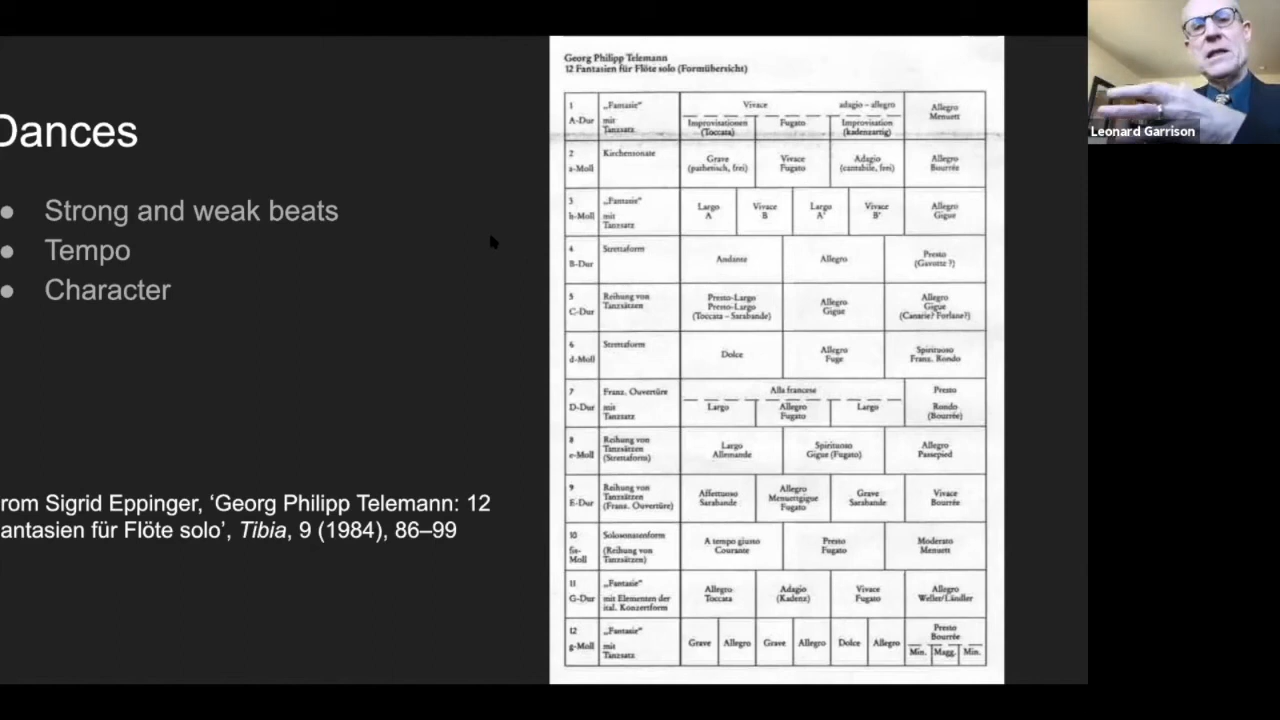 Dances
● Strong and weak beats
● Tempo
● Character
rom Sigrid Eppinger, ‘Georg Philipp Telemann: 12
antasien für Flöte solo’, Tibia, 9 (1984), 86–99
Georg Philipp Telemann
12 Fantasien für Flöte solo (Formübersicht)
1
A-Dur
„Fantasie“
mit
Tanzsatz
Vivace
adagio – allegro
Improvisationen
(Toccata)
Fugato
Improvisation
(kadenzartig)
Allegro
Menuett
2
a-Moll
Kirchensonate
Grave
(pathetisch, frei)
Vivace
Fugato
Adagio
(cantabile, frei)
Allegro
Bourrée
3
h-Moll
„Fantasie“
mit
Tanzsatz
Largo
A
Vivace
B
Largo
A'
Vivace
B'
Allegro
Gigue
4
B-Dur
Strettaform
Andante
Allegro
Presto
(Gavotte ?)
5
C-Dur
Reihung von
Tanzsätzen
Presto-Largo
Presto-Largo
(Toccata – Sarabande)
Allegro
Gigue
Allegro
Gigue
(Canarie? Forlane?)
6
d-Moll
Strettaform
Dolce
Allegro
Fuge
Spirituoso
Franz. Rondo
7
D-Dur
Franz. Ouvertüre
mit
Tanzsatz
Alla francese
Largo
Allegro
Fugato
Largo
Presto
Rondo
(Bourrée)
8
e-Moll
Reihung von
Tanzsätzen
(Strettaform)
Largo
Allemande
Spirituoso
Gigue (Fugato)
Allegro
Passepied
9
E-Dur
Reihung von
Tanzsätzen
(Franz. Ouvertüre)
Affettuoso
Sarabande
Allegro
Menuettgigue
Fugato
Grave
Sarabande
Vivace
Bourrée
10
fis-
Moll
Solosonatenform
(Reihung von
Tanzsätzen)
A tempo giusto
Courante
Presto
Fugato
Moderato
Menuett
11
G-Dur
„Fantasie“
mit Elementen der
ital. Konzertform
Allegro
Toccata
Adagio
(Kadenz)
Vivace
Fugato
Allegro
Weller/Ländler
12
g-Moll
„Fantasie“
mit
Tanzsatz
Grave
Allegro
Grave
Allegro
Dolce
Allegro
Presto
Bourrée
Min.
Magg.
Min.
Leonard Garrison